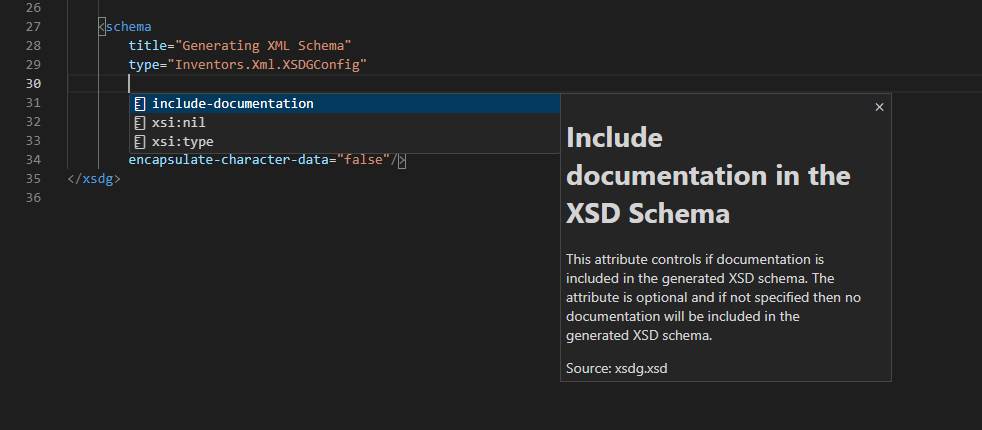 26
27 <schema
28 title="Generating XML Schema"
29 type="Inventors.Xml.XSDGConfig"
30
31 include-documentation
32 xsi:nil
33 xsi:type
34 encapsulate-character-data="false"/>
35 </xsdg>
36
×
Include
documentation in the
XSD Schema
This attribute controls if documentation is
included in the generated XSD schema. The
attribute is optional and if not specified then no
documentation will be included in the
generated XSD schema.
Source: xsdg.xsd